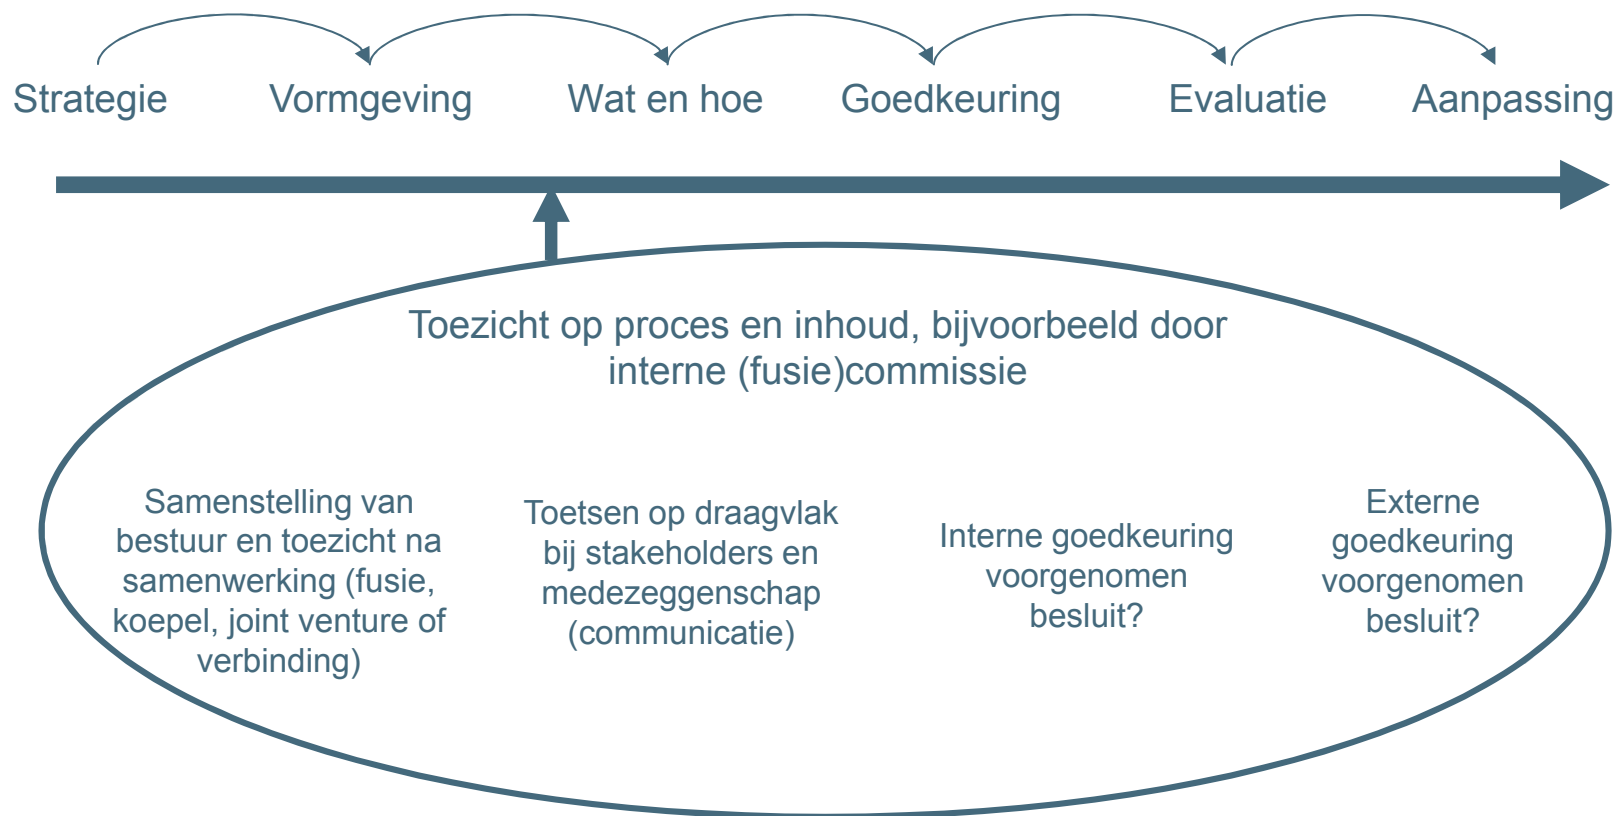 Strategie
Vormgeving
Wat en hoe
Goedkeuring
Evaluatie
Aanpassing
Toezicht op proces en inhoud, bijvoorbeeld door
interne (fusie)commissie
Samenstelling van
bestuur en toezicht na
samenwerking (fusie,
koepel, joint venture of
verbinding)
Toetsen op draagvlak
bij stakeholders en
medezeggenschap
(communicatie)
Interne goedkeuring
voorgenomen
besluit?
Externe
goedkeuring
voorgenomen
besluit?